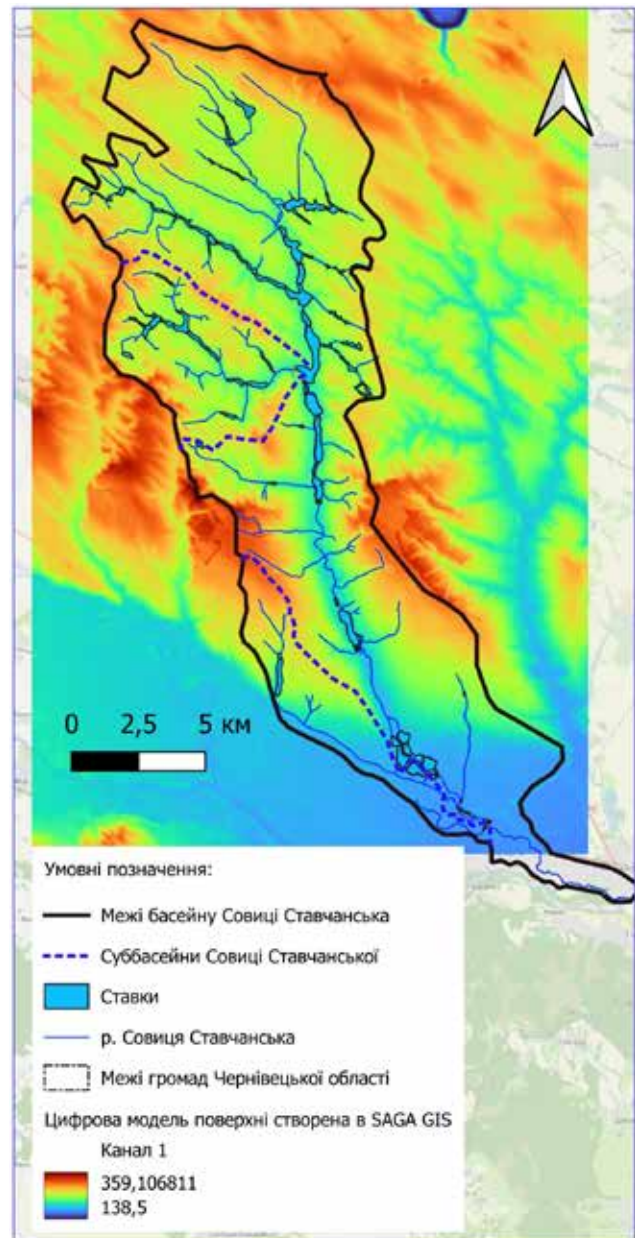 0 2,5 5 км
Умовні позначення:
Межі басейну Совиці Ставчанська
Суббасейни Совиці Ставчанської
Ставки
р. Совиця Ставчанська
Межі громад Чернівецької області
Цифрова модель поверхні створена в SAGA GIS
Канал 1
359,106811
138,5